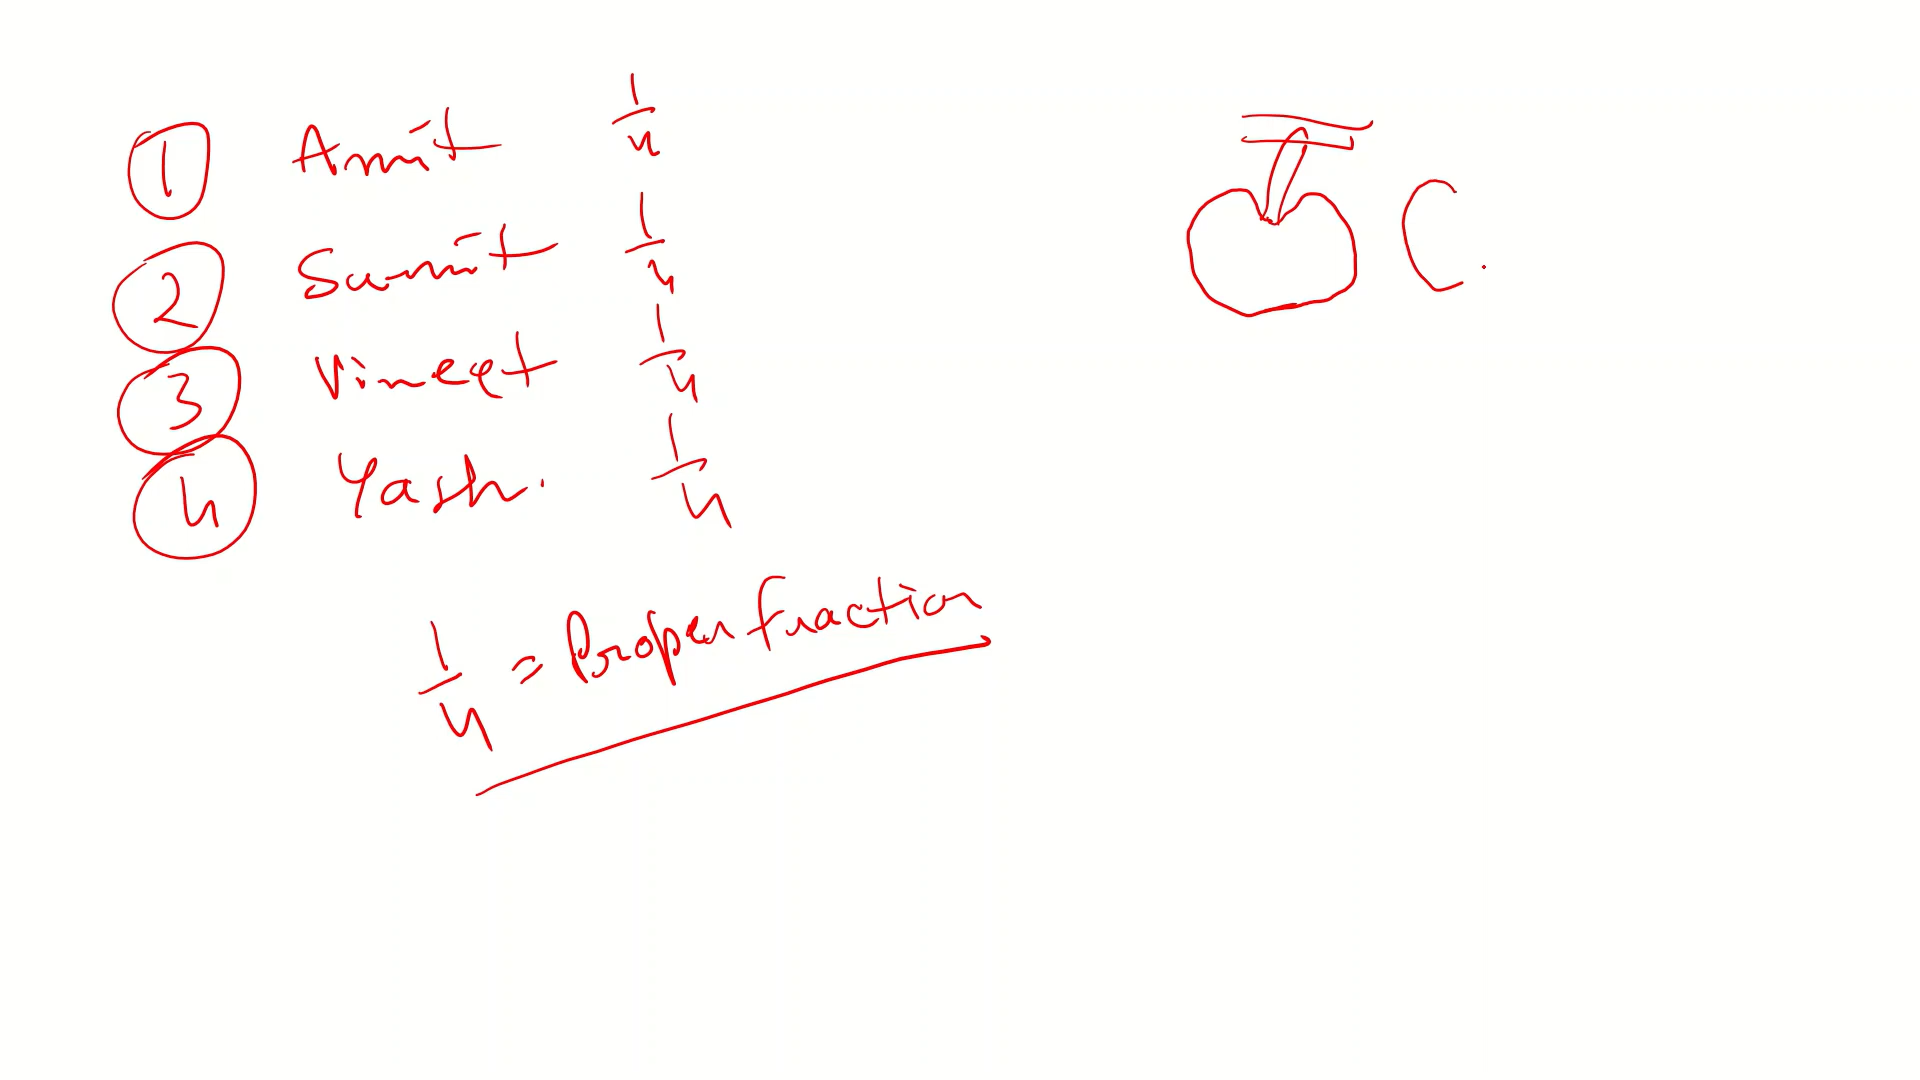 1 Amit 1/4
2 Sumit 1/4
3 Vineet 1/4
4 Yash. 1/4
1/4 = Proper fraction